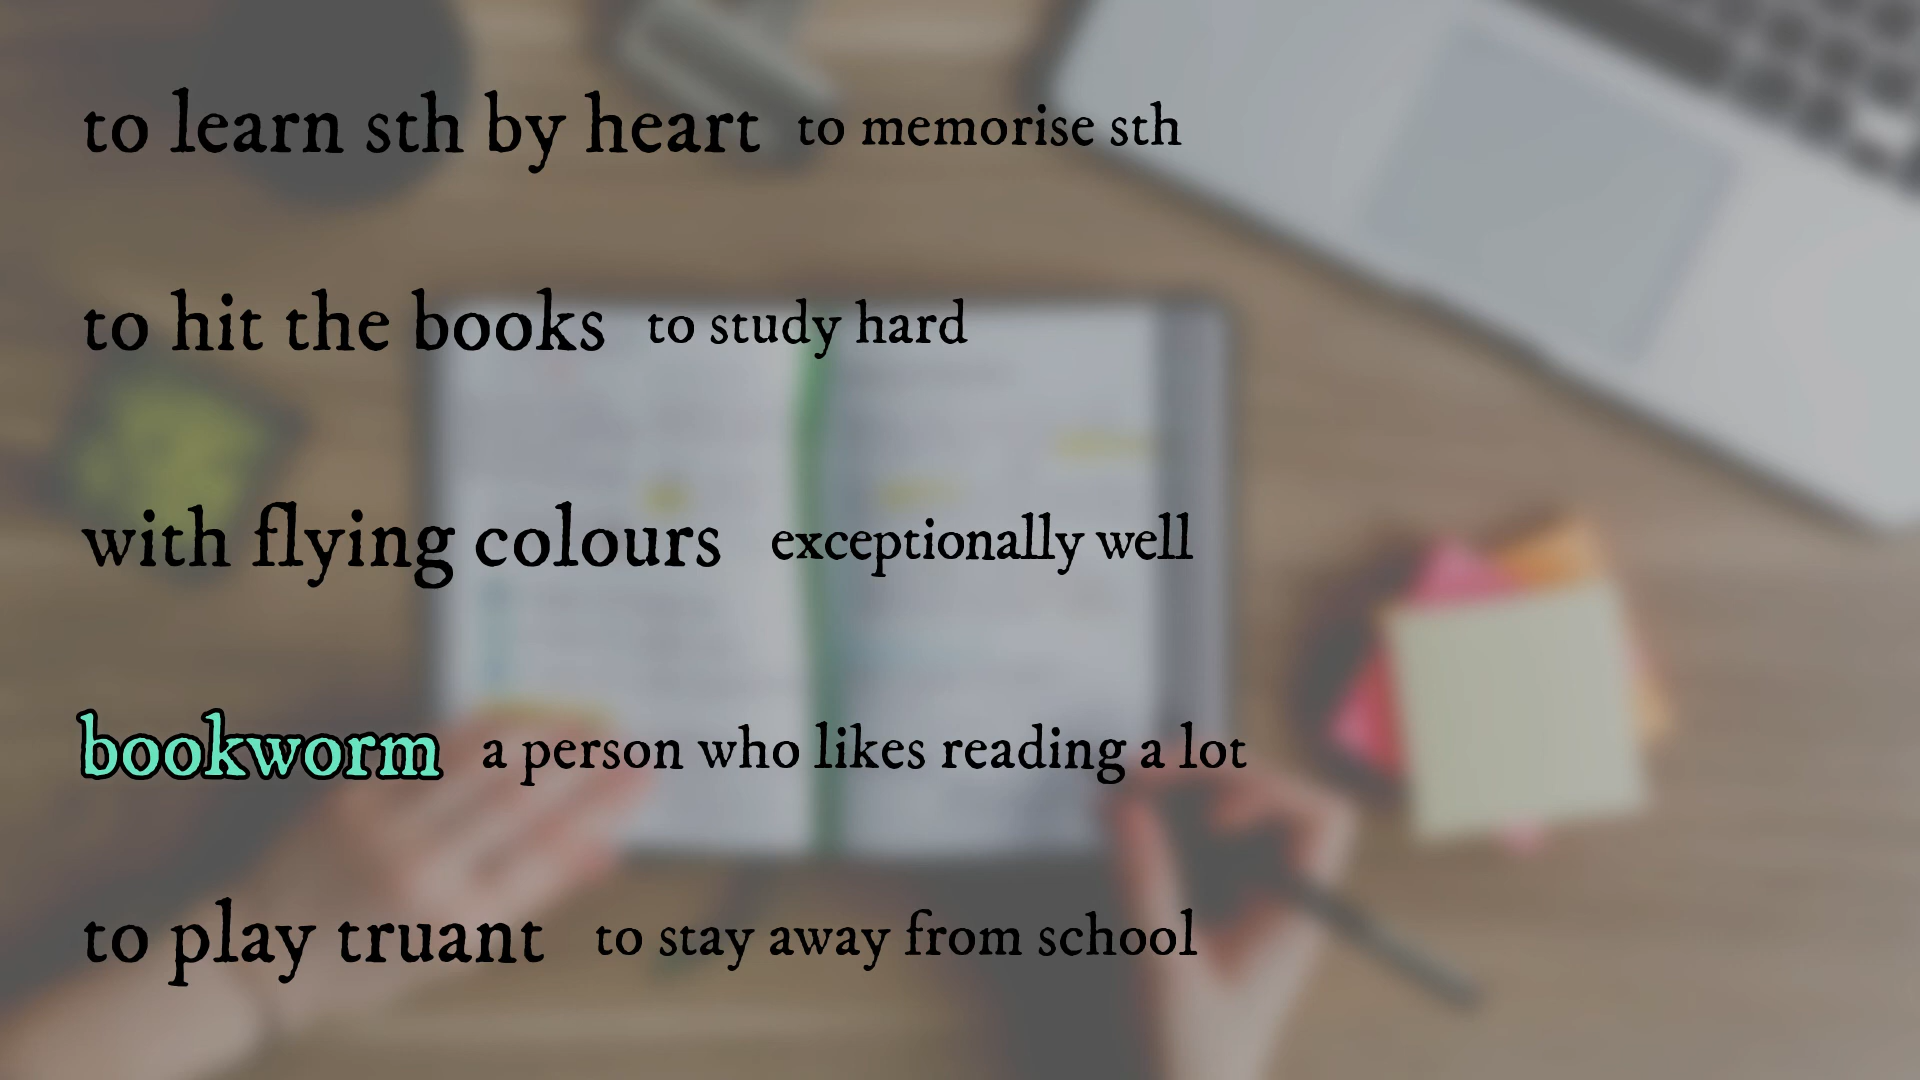 to learn sth by heart to memorise sth
to hit the books to study hard
with flying colours exceptionally well
bookworm a person who likes reading a lot
to play truant to stay away from school